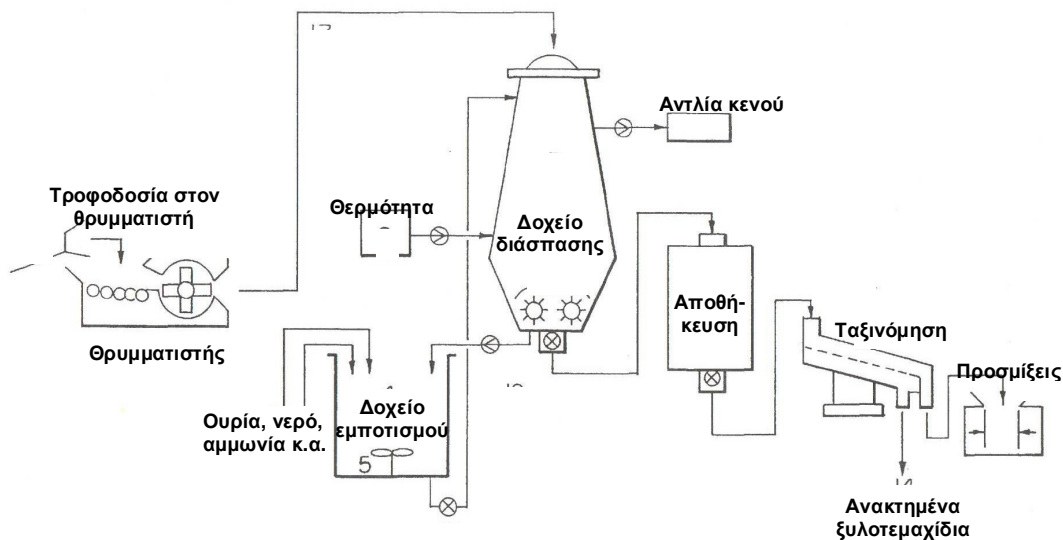 Αντλία κενού
Τροφοδοσία στον
θρυμματιστή
Θερμότητα
Δοχείο
διάσπασης
Αποθή-
κευση
Ταξινόμηση
Θρυμματιστής
Προσμίξεις
Ουρία, νερό,
αμμωνία κ.α.
Δοχείο
εμποτισμού
5
Ανακτημένα
ξυλοτεμαχίδια